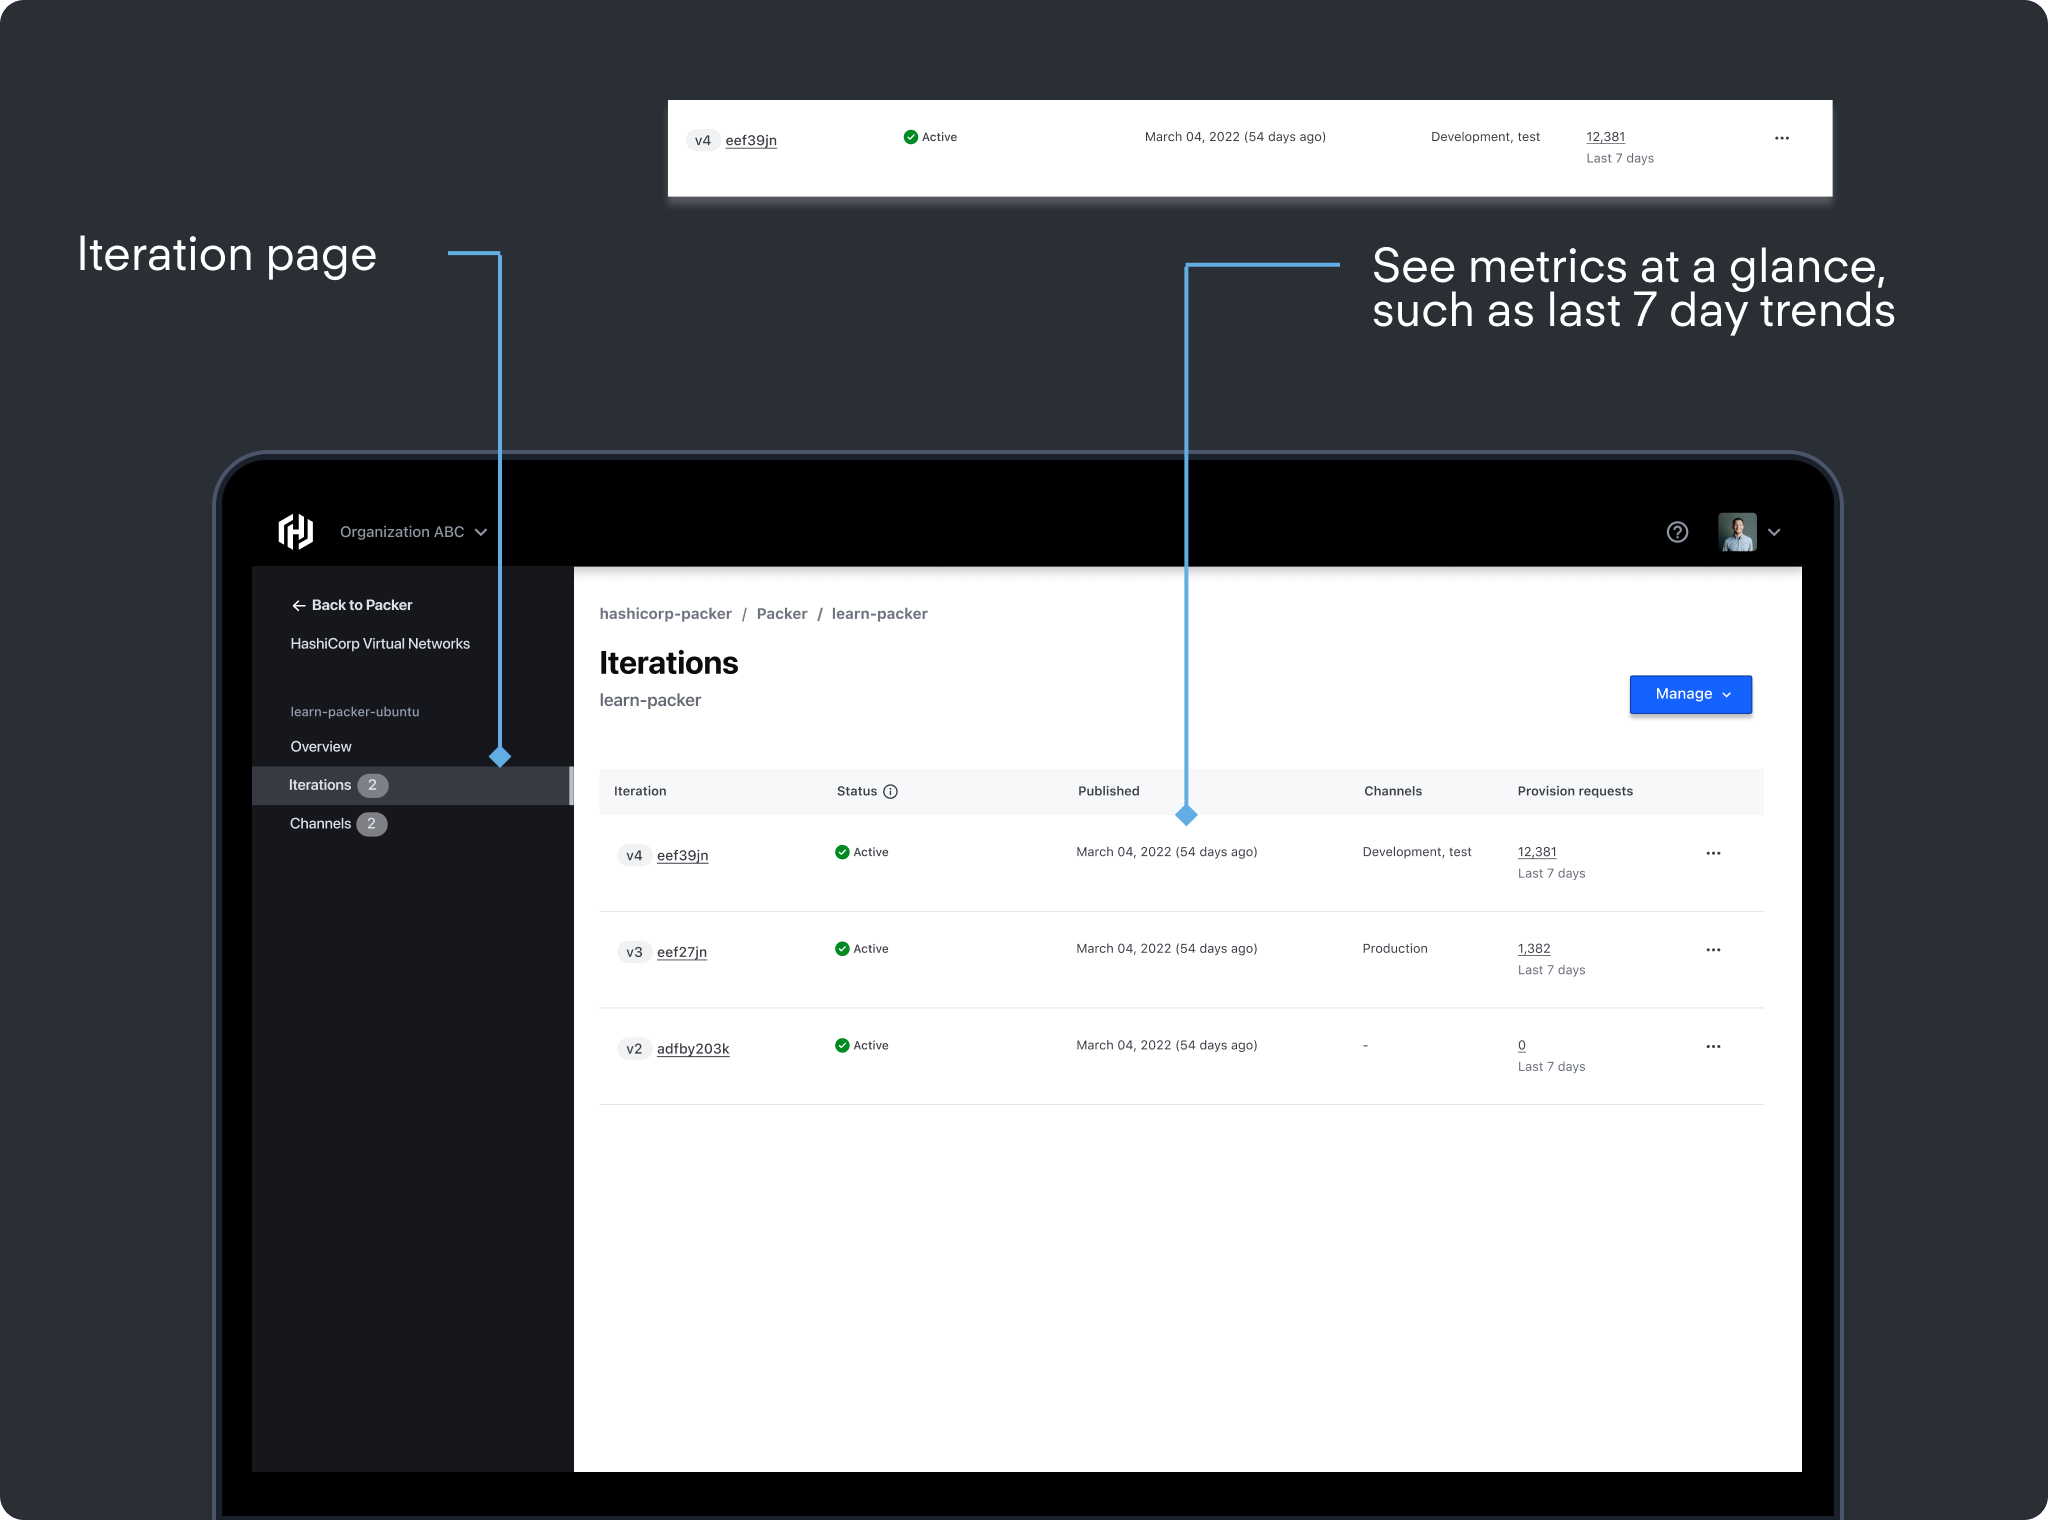 v4 eef39jn Active March 04, 2022 (54 days ago) Development, test 12,381
Last 7 days
Iteration page
See metrics at a glance,
such as last 7 day trends
Organization ABC
Back to Packer
HashiCorp Virtual Networks
learn-packer-ubuntu
Overview
Iterations 2
Channels 2
hashicorp-packer / Packer / learn-packer
Iterations
learn-packer
Manage
Iteration Status Published Channels Provision requests
v4 eef39jn Active March 04, 2022 (54 days ago) Development, test 12,381
Last 7 days
v3 eef27jn Active March 04, 2022 (54 days ago) Production 1,382
Last 7 days
v2 adfby203k Active March 04, 2022 (54 days ago) - 0
Last 7 days